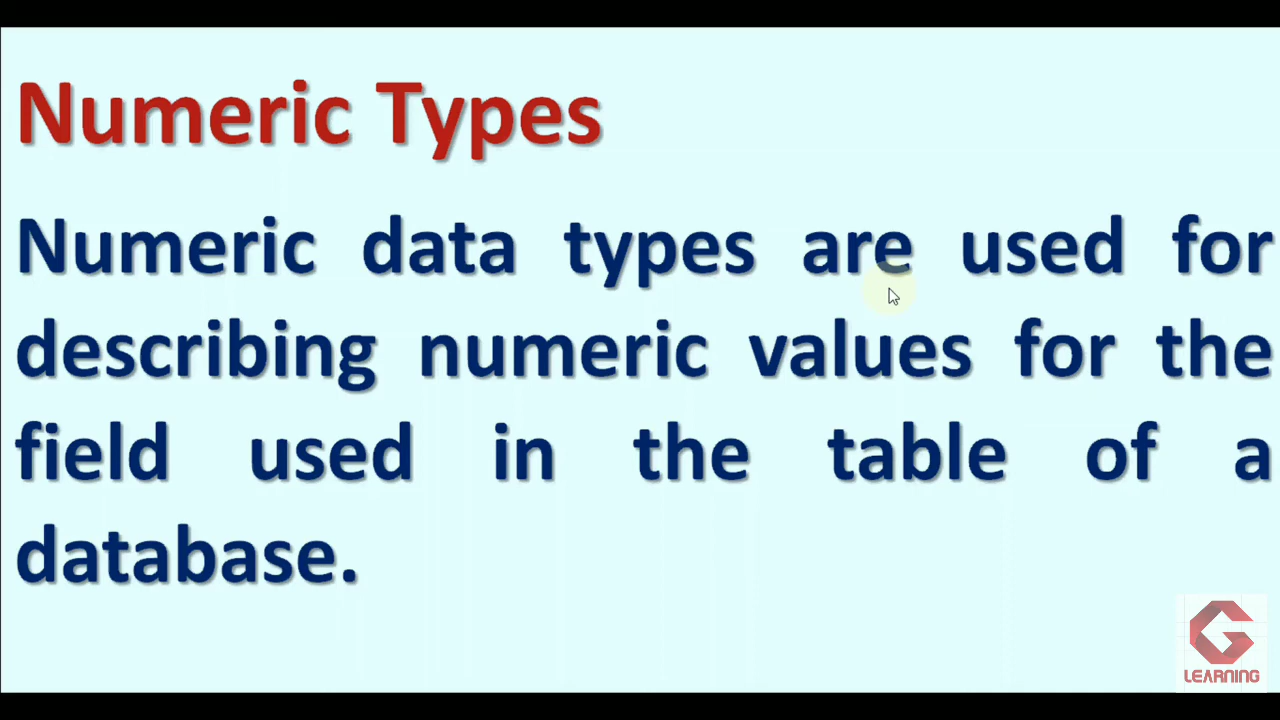 Numeric Types
Numeric data types are used for
describing numeric values for the
field used in the table of a
database.
LEARNING